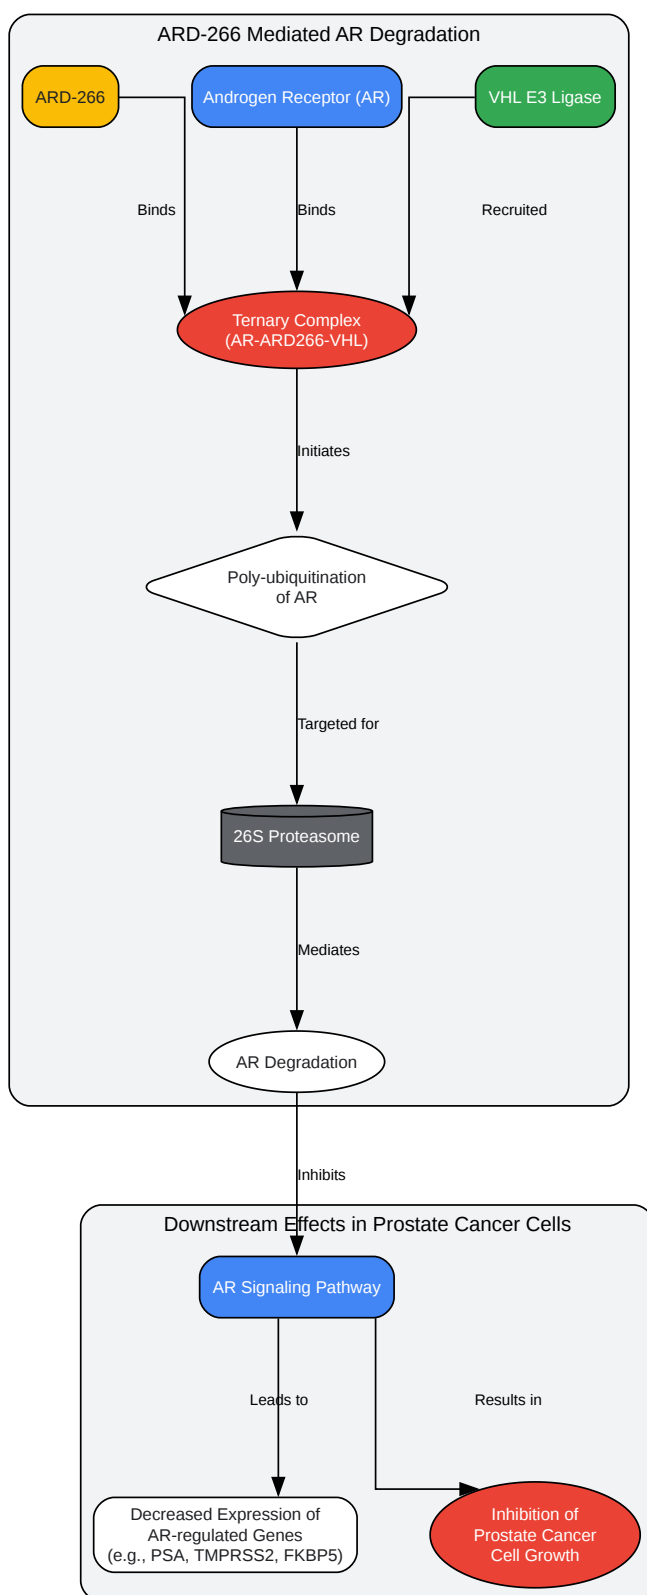 ARD-266 Mediated AR Degradation
ARD-266
Androgen Receptor (AR)
VHL E3 Ligase
Binds
Binds
Recruited
Ternary Complex
(AR-ARD266-VHL)
Initiates
Poly-ubiquitination
of AR
Targeted for
26S Proteasome
Mediates
AR Degradation
Inhibits
Downstream Effects in Prostate Cancer Cells
AR Signaling Pathway
Leads to
Results in
Decreased Expression of
AR-regulated Genes
(e.g., PSA, TMPRSS2, FKBP5)
Inhibition of
Prostate Cancer
Cell Growth